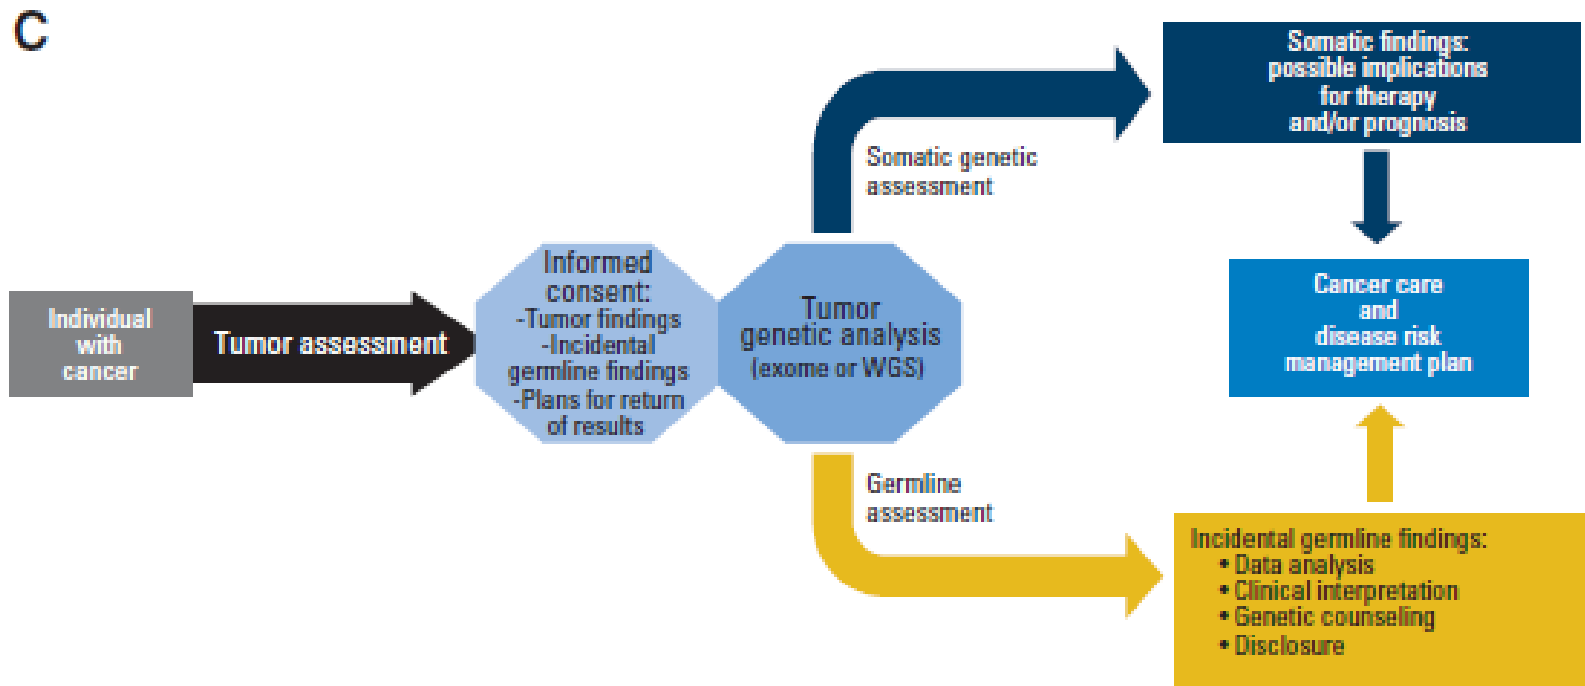 C
Individual
with
cancer
Tumor assessment
Informed
consent:
-Tumor findings
-Incidental
germline findings
-Plans for return
of results
Tumor
genetic analysis
(exome or WGS)
Somatic genetic
assessment
Germline
assessment
Somatic findings:
possible implications
for therapy
and/or prognosis
Cancer care
and
disease risk
management plan
Incidental germline findings:
• Data analysis
• Clinical interpretation
• Genetic counseling
• Disclosure